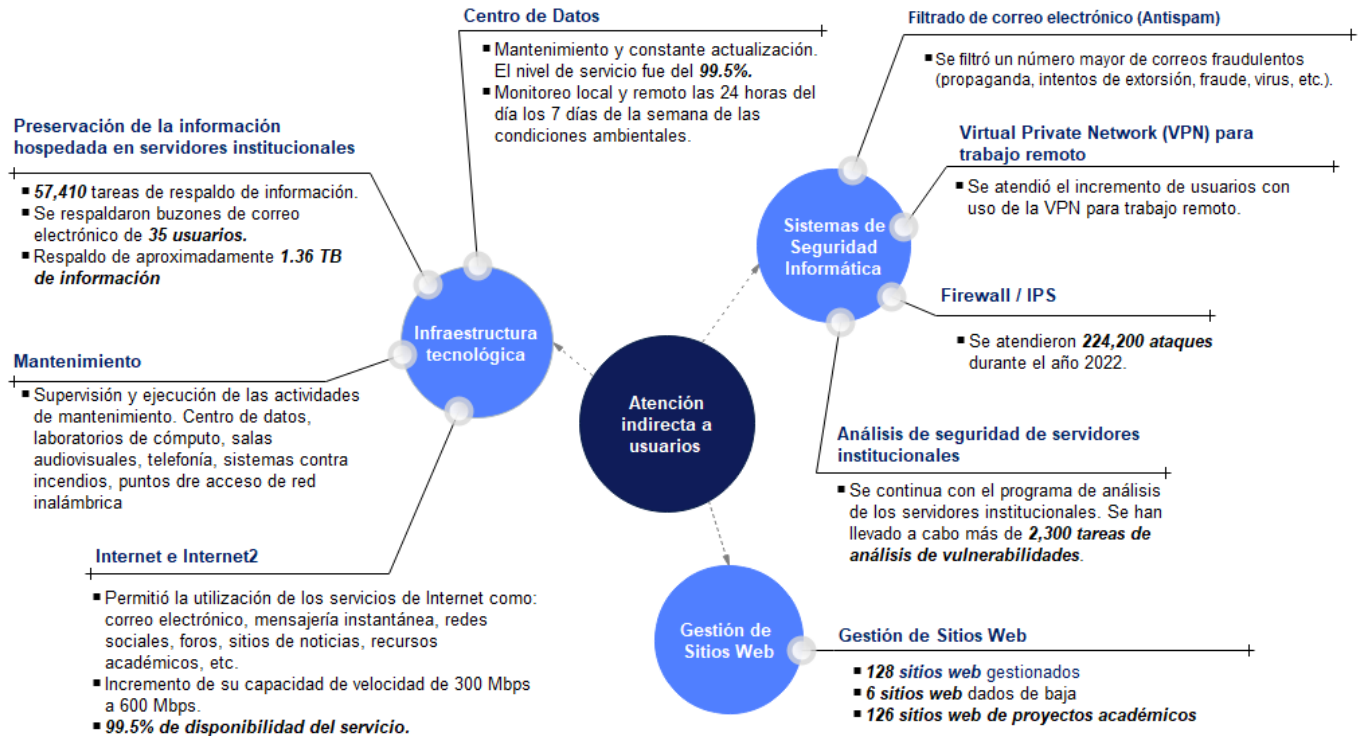 Centro de Datos
▪ Mantenimiento y constante actualización.
El nivel de servicio fue del 99.5%.
▪ Monitoreo local y remoto las 24 horas del
día los 7 días de la semana de las
condiciones ambientales.
Preservación de la información
hospedada en servidores institucionales
▪ 57,410 tareas de respaldo de información.
▪ Se respaldaron buzones de correo
electrónico de 35 usuarios.
▪ Respaldo de aproximadamente 1.36 TB
de información
Infraestructura
tecnológica
Mantenimiento
▪ Supervisión y ejecución de las actividades
de mantenimiento. Centro de datos,
laboratorios de cómputo, salas
audiovisuales, telefonía, sistemas contra
incendios, puntos dre acceso de red
inalámbrica
Internet e Internet2
▪ Permitió la utilización de los servicios de Internet como:
correo electrónico, mensajería instantánea, redes
sociales, foros, sitios de noticias, recursos
académicos, etc.
▪ Incremento de su capacidad de velocidad de 300 Mbps
a 600 Mbps.
▪ 99.5% de disponibilidad del servicio.
Atención
indirecta a
usuarios
Filtrado de correo electrónico (Antispam)
▪ Se filtró un número mayor de correos fraudulentos
(propaganda, intentos de extorsión, fraude, virus, etc.).
Virtual Private Network (VPN) para
trabajo remoto
▪ Se atendió el incremento de usuarios con
uso de la VPN para trabajo remoto.
Sistemas de
Seguridad
Informática
Firewall / IPS
▪ Se atendieron 224,200 ataques
durante el año 2022.
Análisis de seguridad de servidores
institucionales
▪ Se continua con el programa de análisis
de los servidores institucionales. Se han
llevado a cabo más de 2,300 tareas de
análisis de vulnerabilidades.
Gestión de
Sitios Web
Gestión de Sitios Web
▪ 128 sitios web gestionados
▪ 6 sitios web dados de baja
▪ 126 sitios web de proyectos académicos